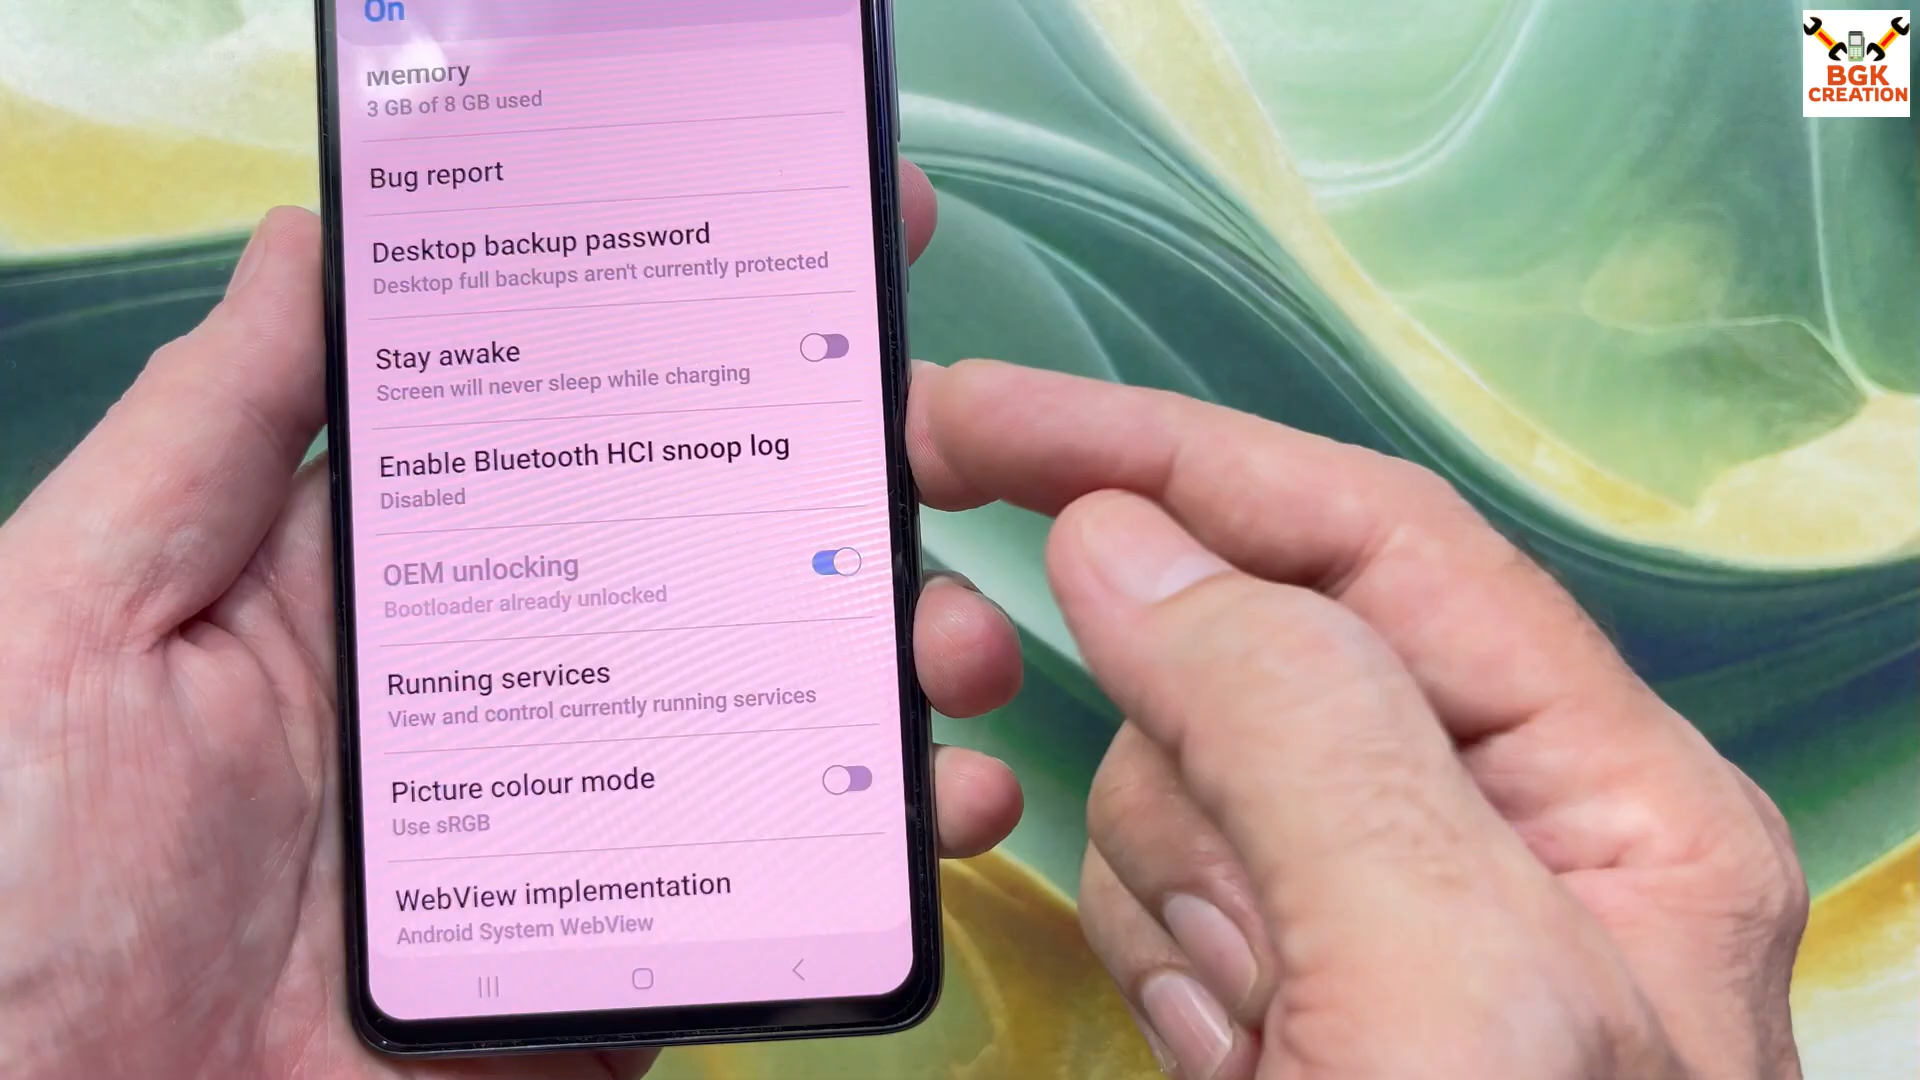 On
Memory
3 GB of 8 GB used
Bug report
Desktop backup password
Desktop full backups aren't currently protected
Stay awake
Screen will never sleep while charging
Enable Bluetooth HCI snoop log
Disabled
OEM unlocking
Bootloader already unlocked
Running services
View and control currently running services
Picture colour mode
Use sRGB
WebView implementation
Android System WebView
BGK
CREATION